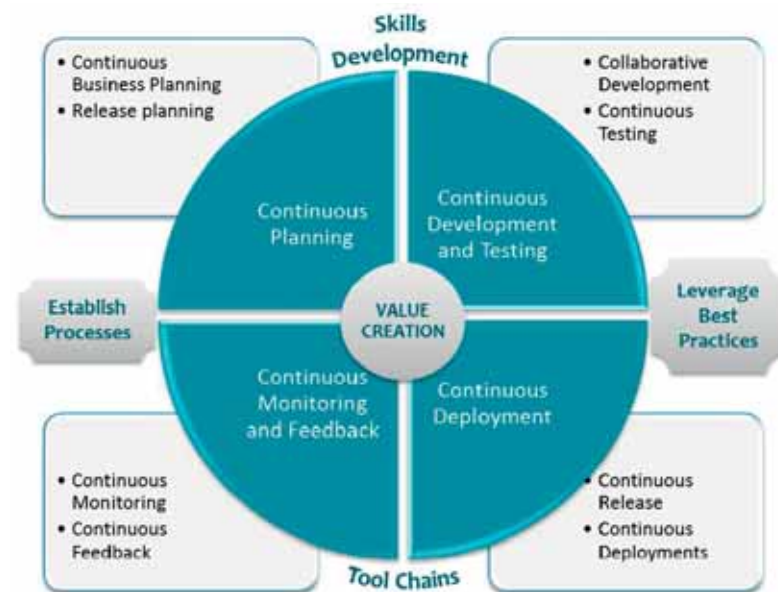 Skills
Development
• Continuous
Business Planning
• Release planning
• Collaborative
Development
• Continuous
Testing
Continuous
Planning
Continuous
Development
and Testing
Establish
Processes
VALUE
CREATION
Leverage
Best
Practices
Continuous
Monitoring
and Feedback
Continuous
Deployment
• Continuous
Monitoring
• Continuous
Feedback
• Continuous
Release
• Continuous
Deployments
Tool Chains